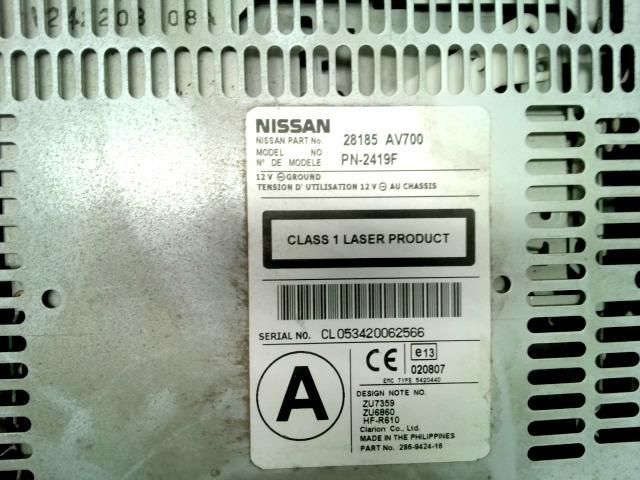 1242203 08A
NISSAN
NISSAN PART No. 28185 AV700
MODEL NO
N° DE MODELE PN-2419F
12 V ⊖ GROUND
TENSION D' UTILISATION 12 V ⊖ AU CHASSIS
CLASS 1 LASER PRODUCT
SERIAL NO. CL053420062566
A
CE e13
020807
EMC TYPE 5420440
DESIGN NOTE NO.
ZU7359
ZU6860
HF-R610
Clarion Co., Ltd.
MADE IN THE PHILIPPINES
PART No. 286-9424-16